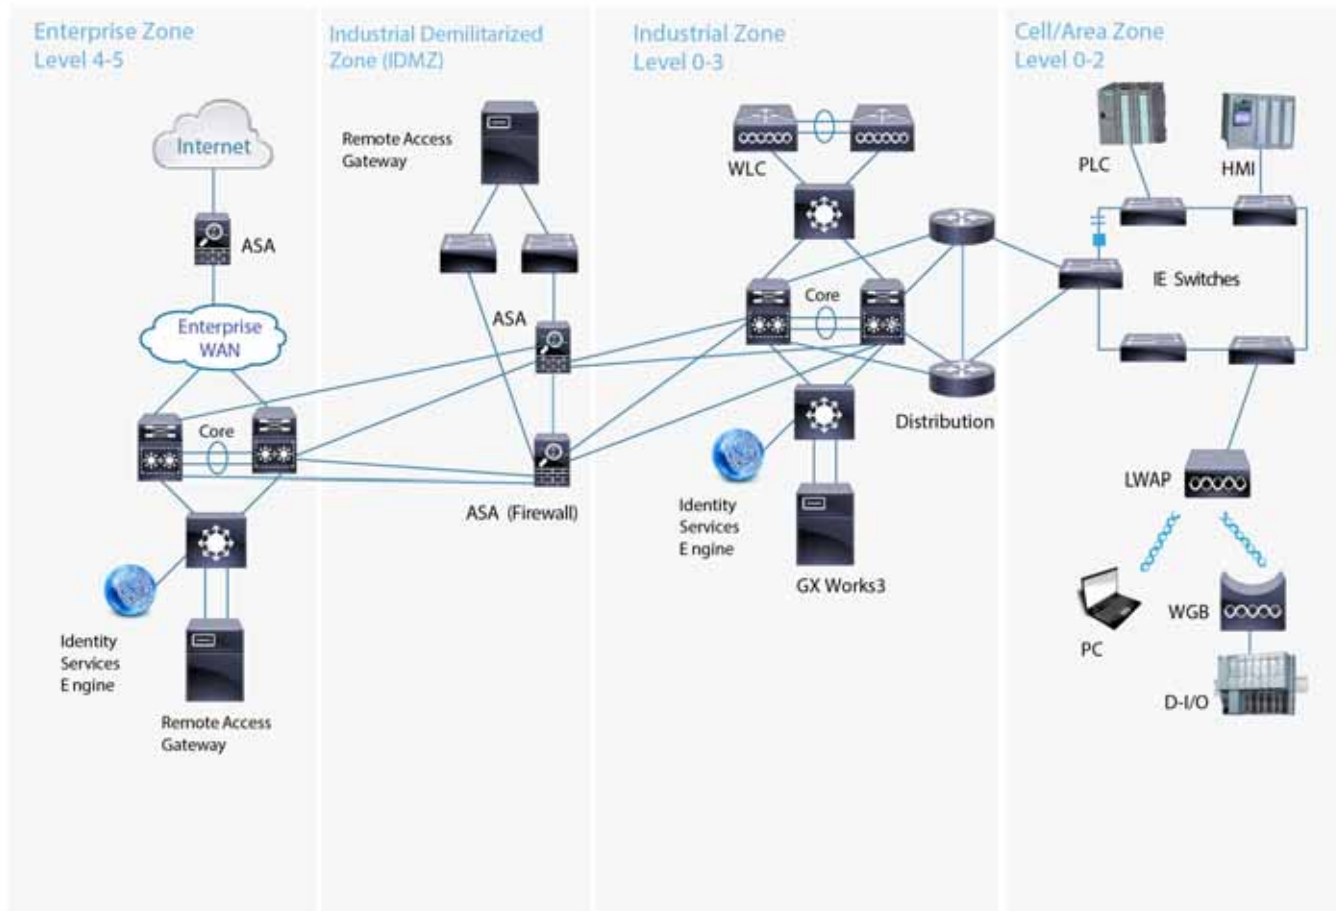 Enterprise Zone
Level 4-5
Internet
ASA
Enterprise
WAN
Core
Identity
Services
E ngine
Remote Access
Gateway
Industrial Demilitarized
Zone (IDMZ)
Remote Access
Gateway
ASA
ASA (Firewall)
Industrial Zone
Level 0-3
WLC
Core
Distribution
Identity
Services
E ngine
GX Works3
Cell/Area Zone
Level 0-2
PLC
HMI
IE Switches
LWAP
PC
WGB
D-I/O